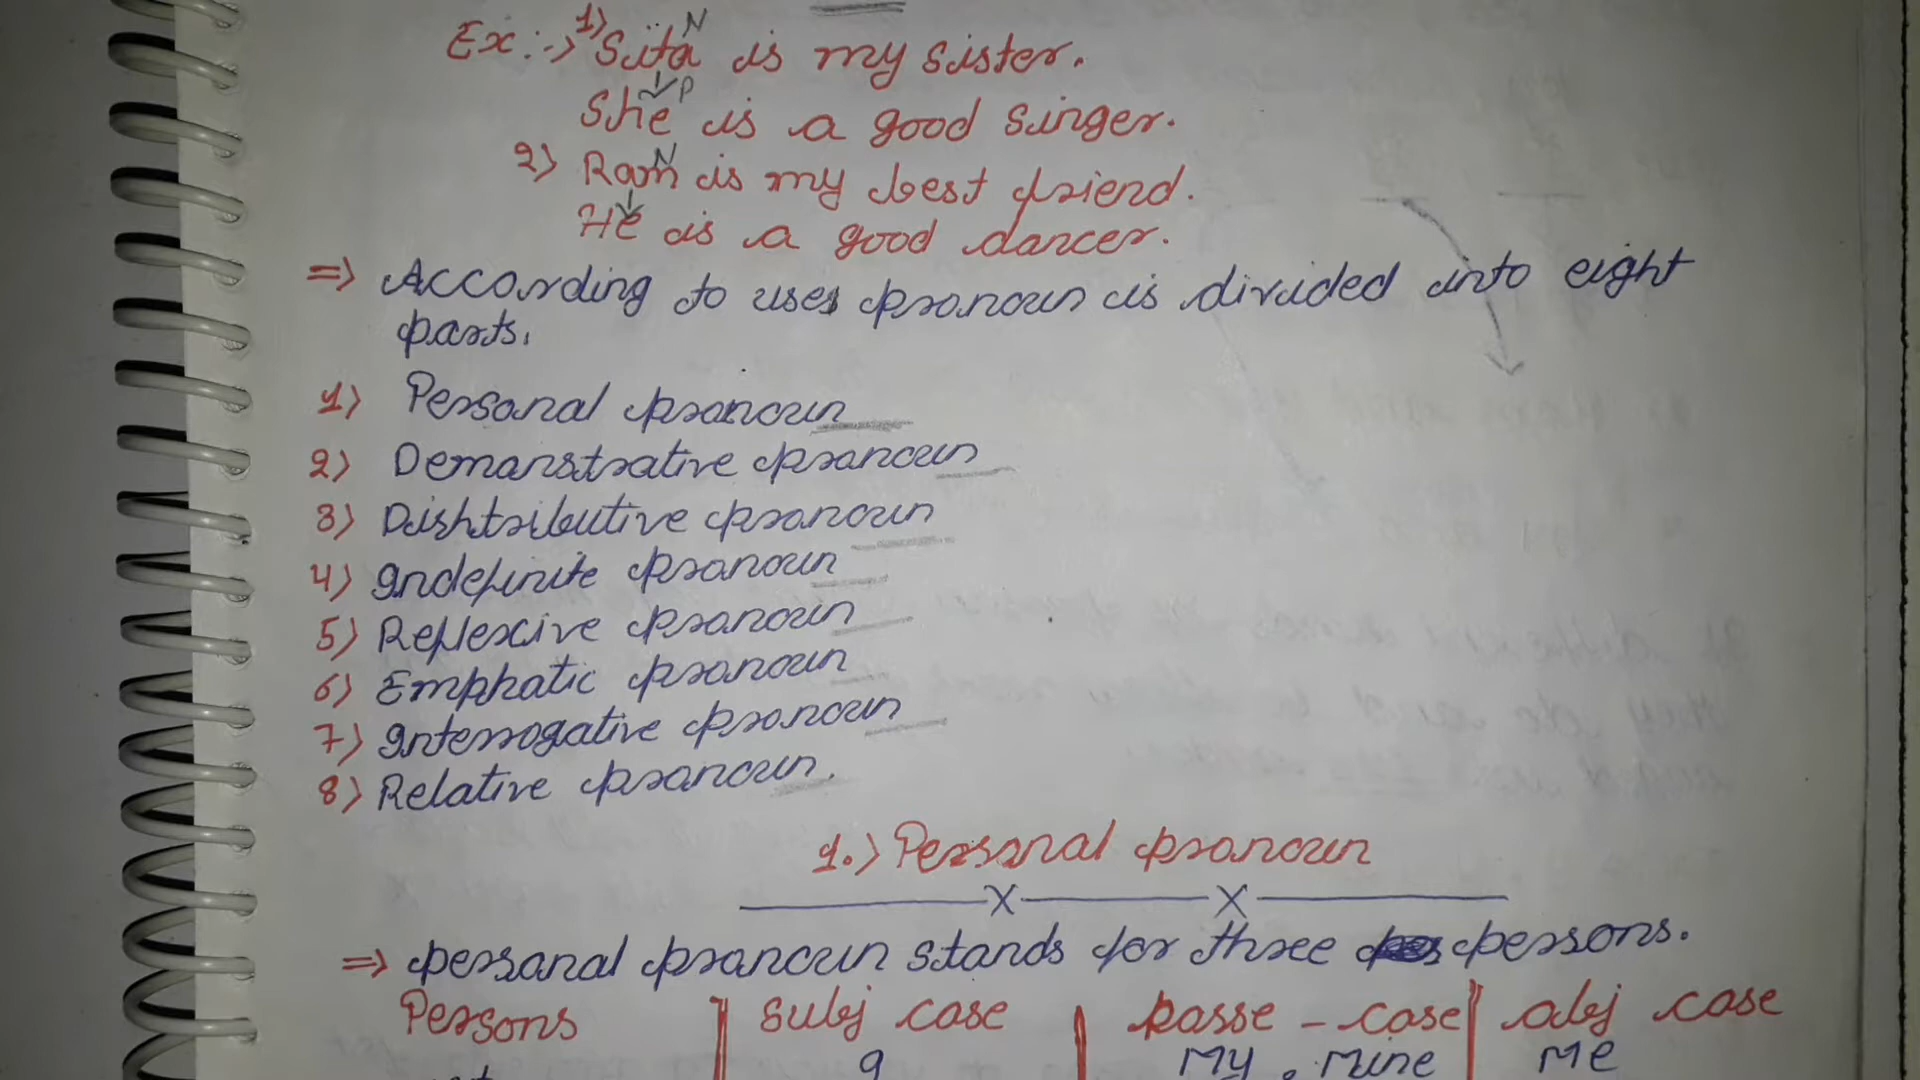 Ex :-> 1) Sita N is my sister.
She P is a good singer.
2) Ram N is my best friend.
He is a good dancer.
=> According to uses pronoun is divided into eight
parts.
1) Personal pronoun
2) Demanstrative pronoun
3) Dishtributive pronoun
4) Indefinite pronoun
5) Reflexive pronoun
6) Emphatic pronoun
7) Interrogative pronoun
8) Relative pronoun.
1.) Personal pronoun
=> personal pronoun stands for three persons.
Persons | Subj case | Posse - case | obj case
I | My, Mine | Me